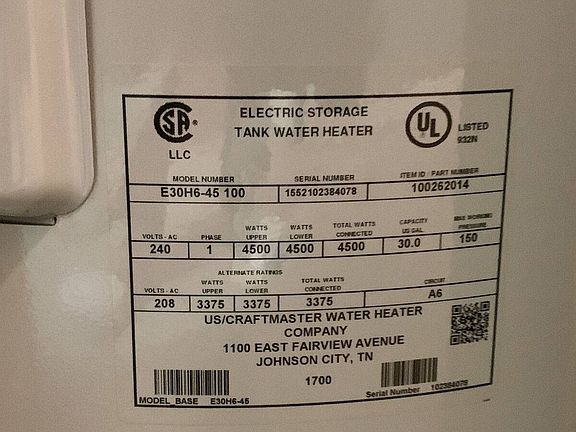 SA
LLC
ELECTRIC STORAGE
TANK WATER HEATER
UL
LISTED
932N
MODEL NUMBER SERIAL NUMBER ITEM ID / PART NUMBER
E30H6-45 100 1552102384078 100262014
VOLTS - AC PHASE WATTS UPPER WATTS LOWER TOTAL WATTS CONNECTED CAPACITY US GAL MAX WORKING PRESSURE
240 1 4500 4500 4500 30.0 150
ALTERNATE RATINGS
VOLTS - AC WATTS UPPER WATTS LOWER TOTAL WATTS CONNECTED CIRCUIT
208 3375 3375 3375 A6
US/CRAFTMASTER WATER HEATER
COMPANY
1100 EAST FAIRVIEW AVENUE
JOHNSON CITY, TN
1700
MODEL_BASE E30H6-45 Serial Number 102384078